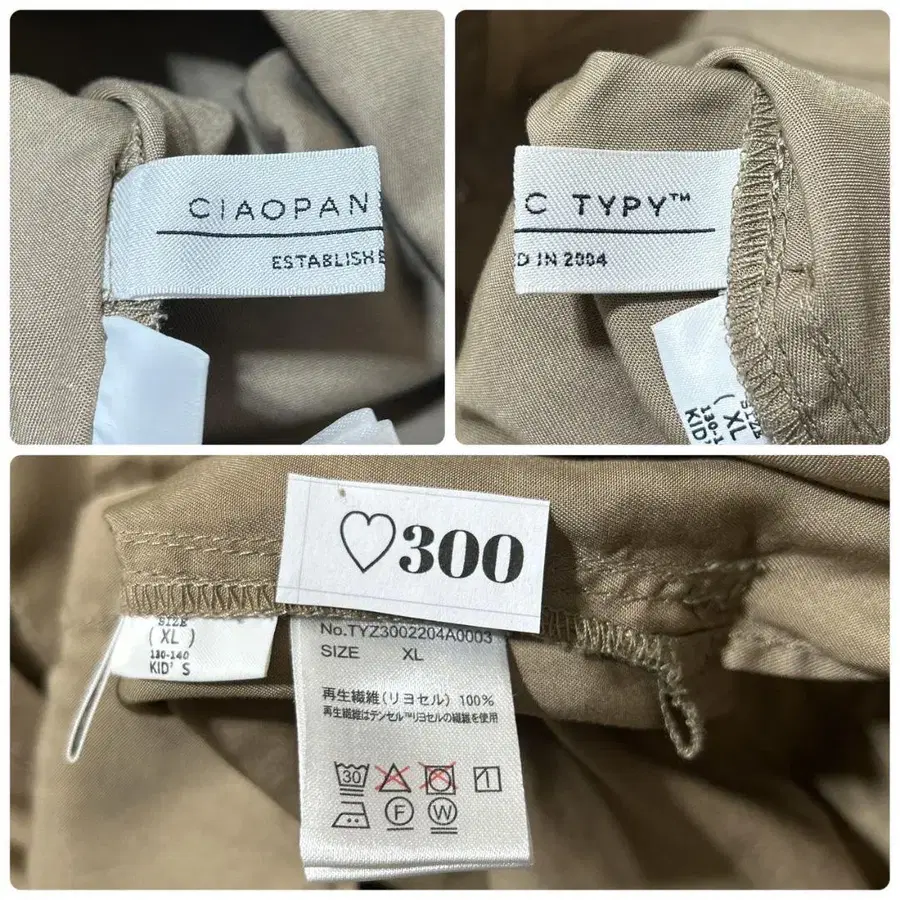 CIAOPAN
ESTABLISHE
C TYPY™
D IN 2004
SIZE
( XL )
130-1
KID'
♡300
SIZE
( XL )
130-140
KID' S
No.TYZ3002204A0003
SIZE XL
再生繊維(リヨセル) 100%
再生繊維はテンセル™リヨセルの繊維を使用
30
F W